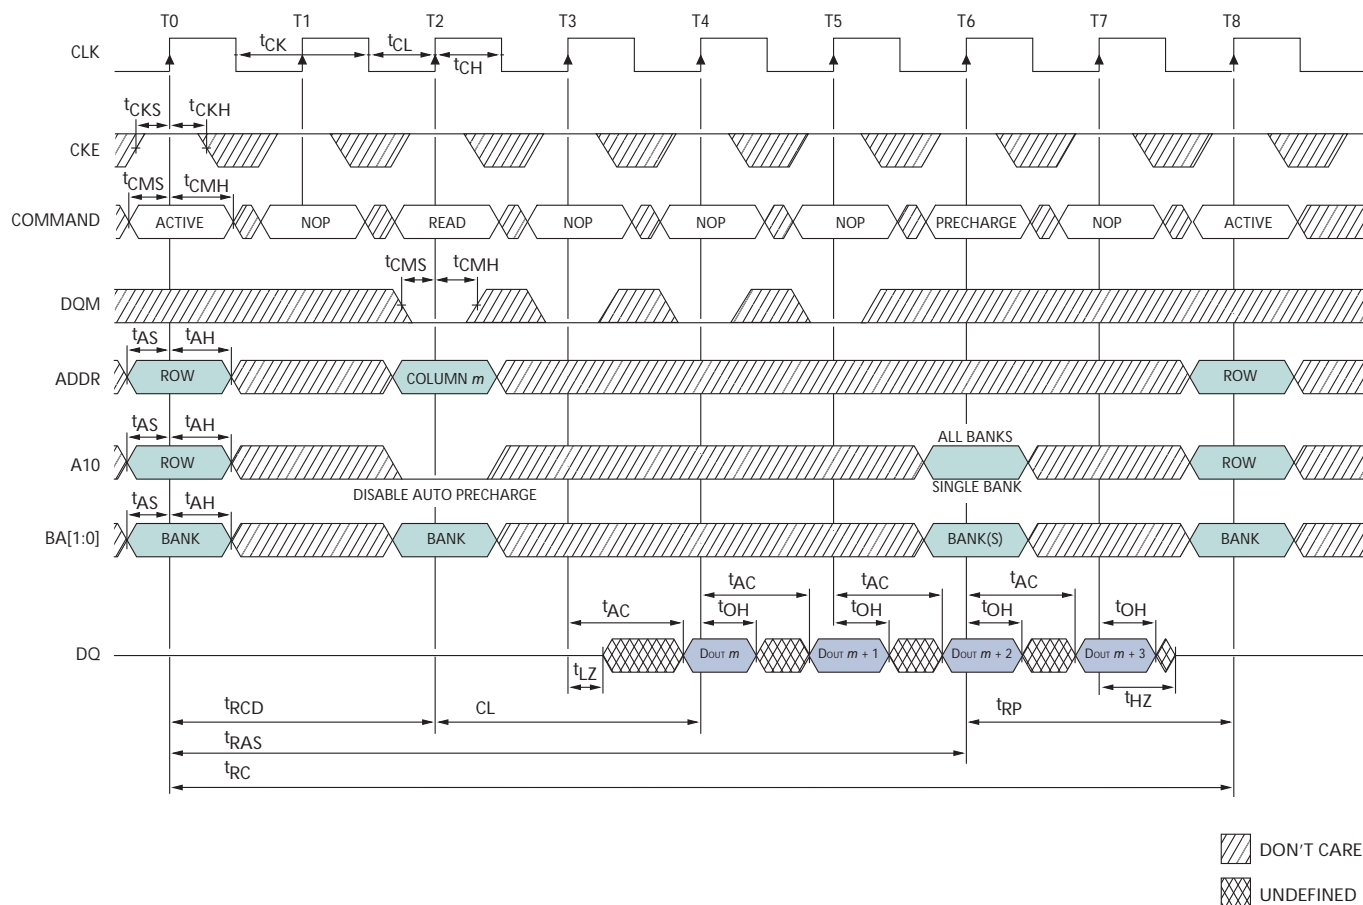 T0 T1 T2 T3 T4 T5 T6 T7 T8
CLK tCK tCL tCH
tCKS tCKH
CKE
tCMS tCMH
COMMAND ACTIVE NOP READ NOP NOP NOP PRECHARGE NOP ACTIVE
tCMS tCMH
DQM
tAS tAH
ADDR ROW COLUMN m ROW
tAS tAH ALL BANKS
A10 ROW ROW
DISABLE AUTO PRECHARGE SINGLE BANK
tAS tAH
BA[1:0] BANK BANK BANK(S) BANK
tAC tAC tAC tAC
tOH tOH tOH tOH
DQ DOUT m DOUT m + 1 DOUT m + 2 DOUT m + 3
tLZ tHZ
tRCD CL tRP
tRAS
tRC
DON'T CARE
UNDEFINED